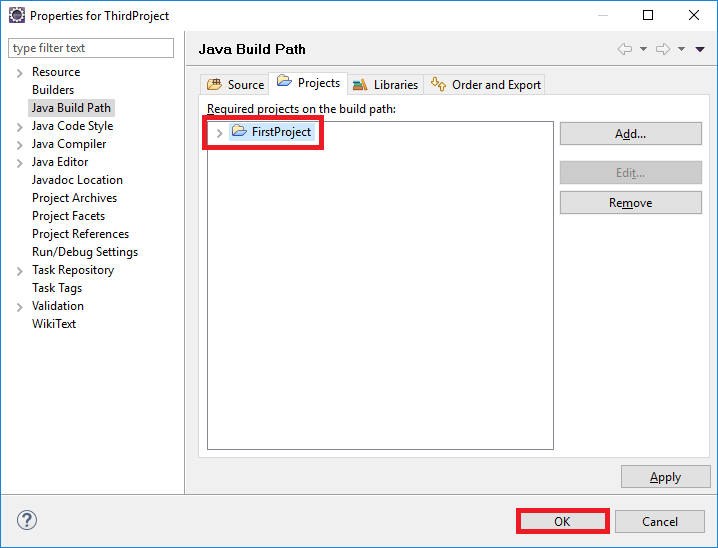 Properties for ThirdProject
type filter text
Resource
Builders
Java Build Path
Java Code Style
Java Compiler
Java Editor
Javadoc Location
Project Archives
Project Facets
Project References
Run/Debug Settings
Task Repository
Task Tags
Validation
WikiText
Java Build Path
Source Projects Libraries Order and Export
Required projects on the build path:
FirstProject
Add...
Edit...
Remove
Apply
?
OK Cancel